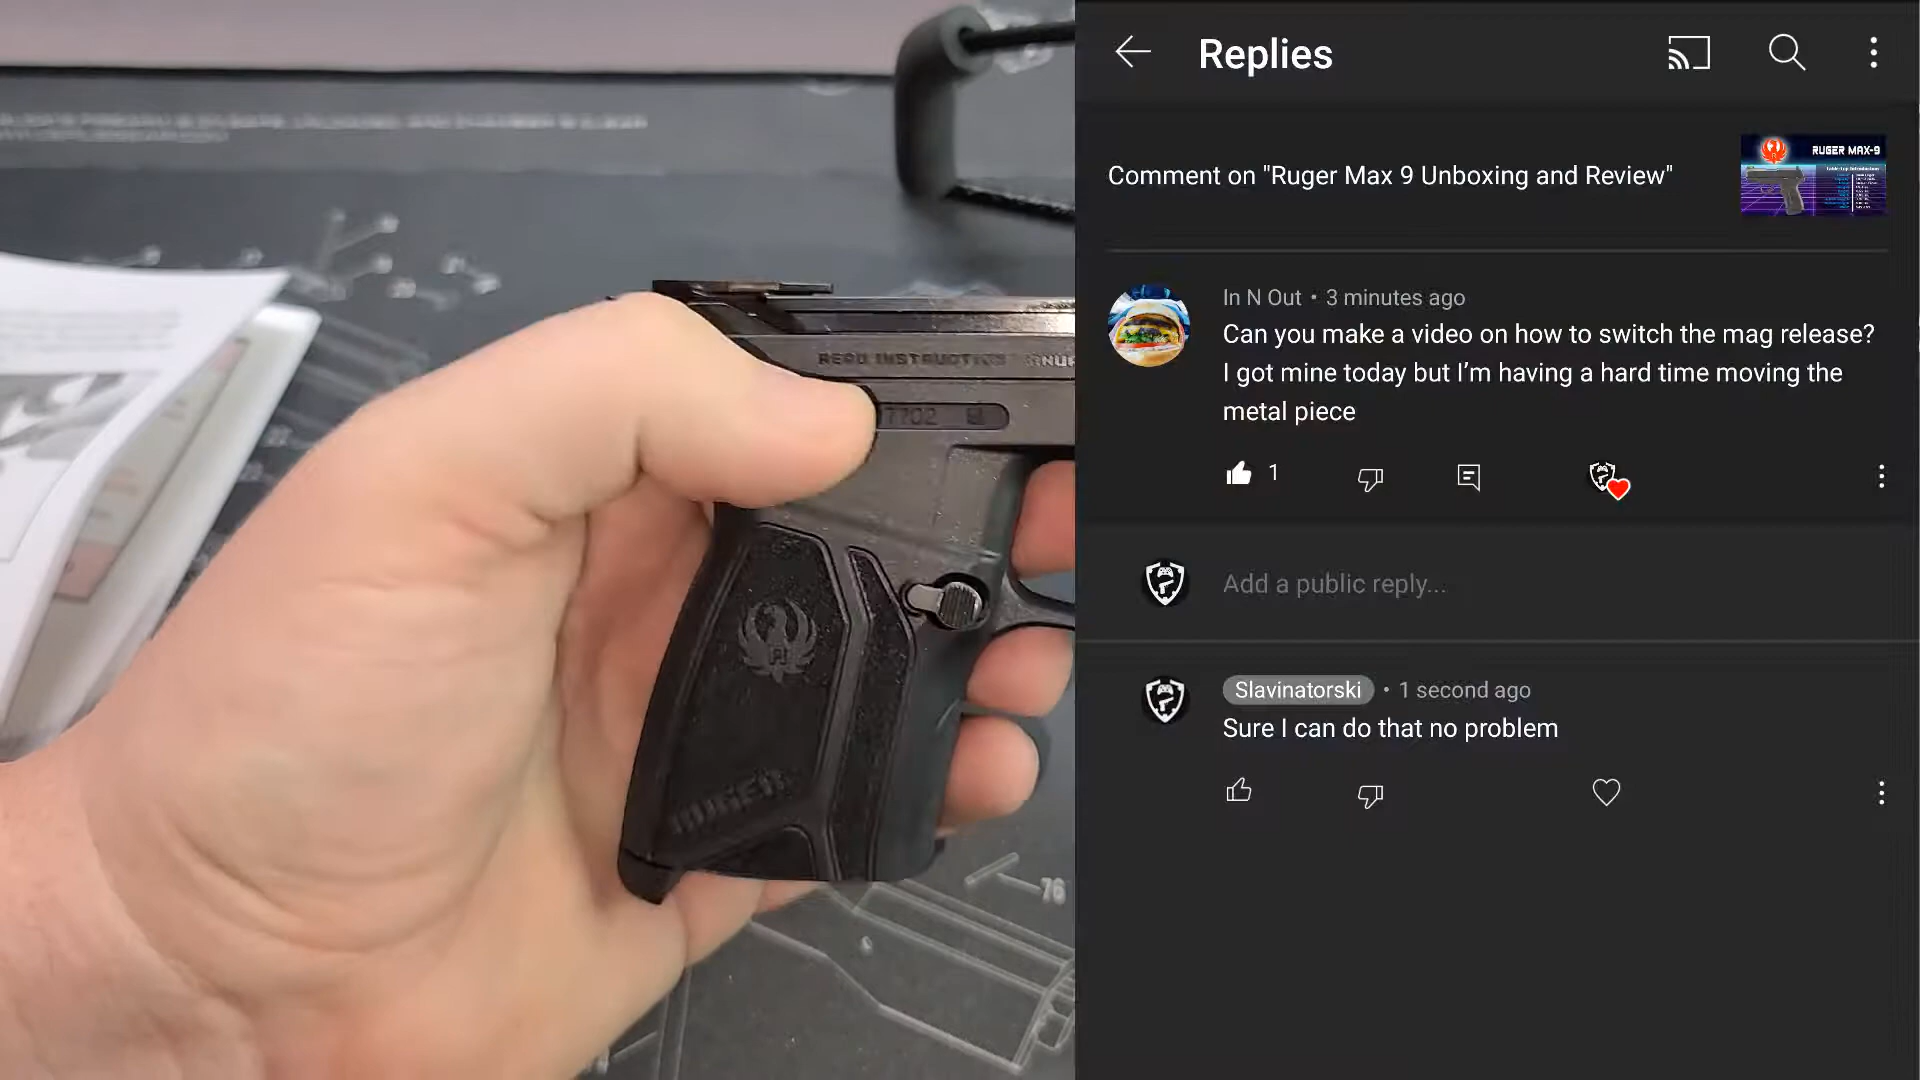 Replies
Comment on "Ruger Max 9 Unboxing and Review"
RUGER MAX-9
In N Out • 3 minutes ago
Can you make a video on how to switch the mag release?
I got mine today but I’m having a hard time moving the
metal piece
1
Add a public reply...
Slavinatorski • 1 second ago
Sure I can do that no problem
READ INSTRUCTIONS
7702
RUGER
76